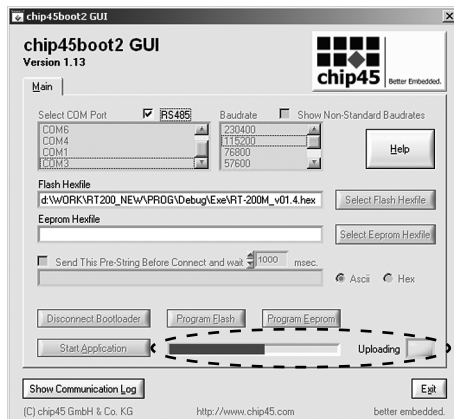 chip45boot2 GUI
chip45boot2 GUI
Version 1.13
chip45
Better Embedded.
Main
Select COM Port
RS485
Baudrate
Show Non-Standard Baudrates
COM6
COM4
COM1
COM3
230400
115200
76800
57600
Help
Flash Hexfile
d:\WORK\RT200_NEW\PROG\Debug\Exe\RT-200M_v01.4.hex
Select Flash Hexfile
Eeprom Hexfile
Select Eeprom Hexfile
Send This Pre-String Before Connect and wait
1000
msec.
Ascii
Hex
Disconnect Bootloader
Program Flash
Program Eeprom
Start Application
Uploading
Show Communication Log
Exit
(C) chip45 GmbH & Co. KG
http://www.chip45.com
better embedded.